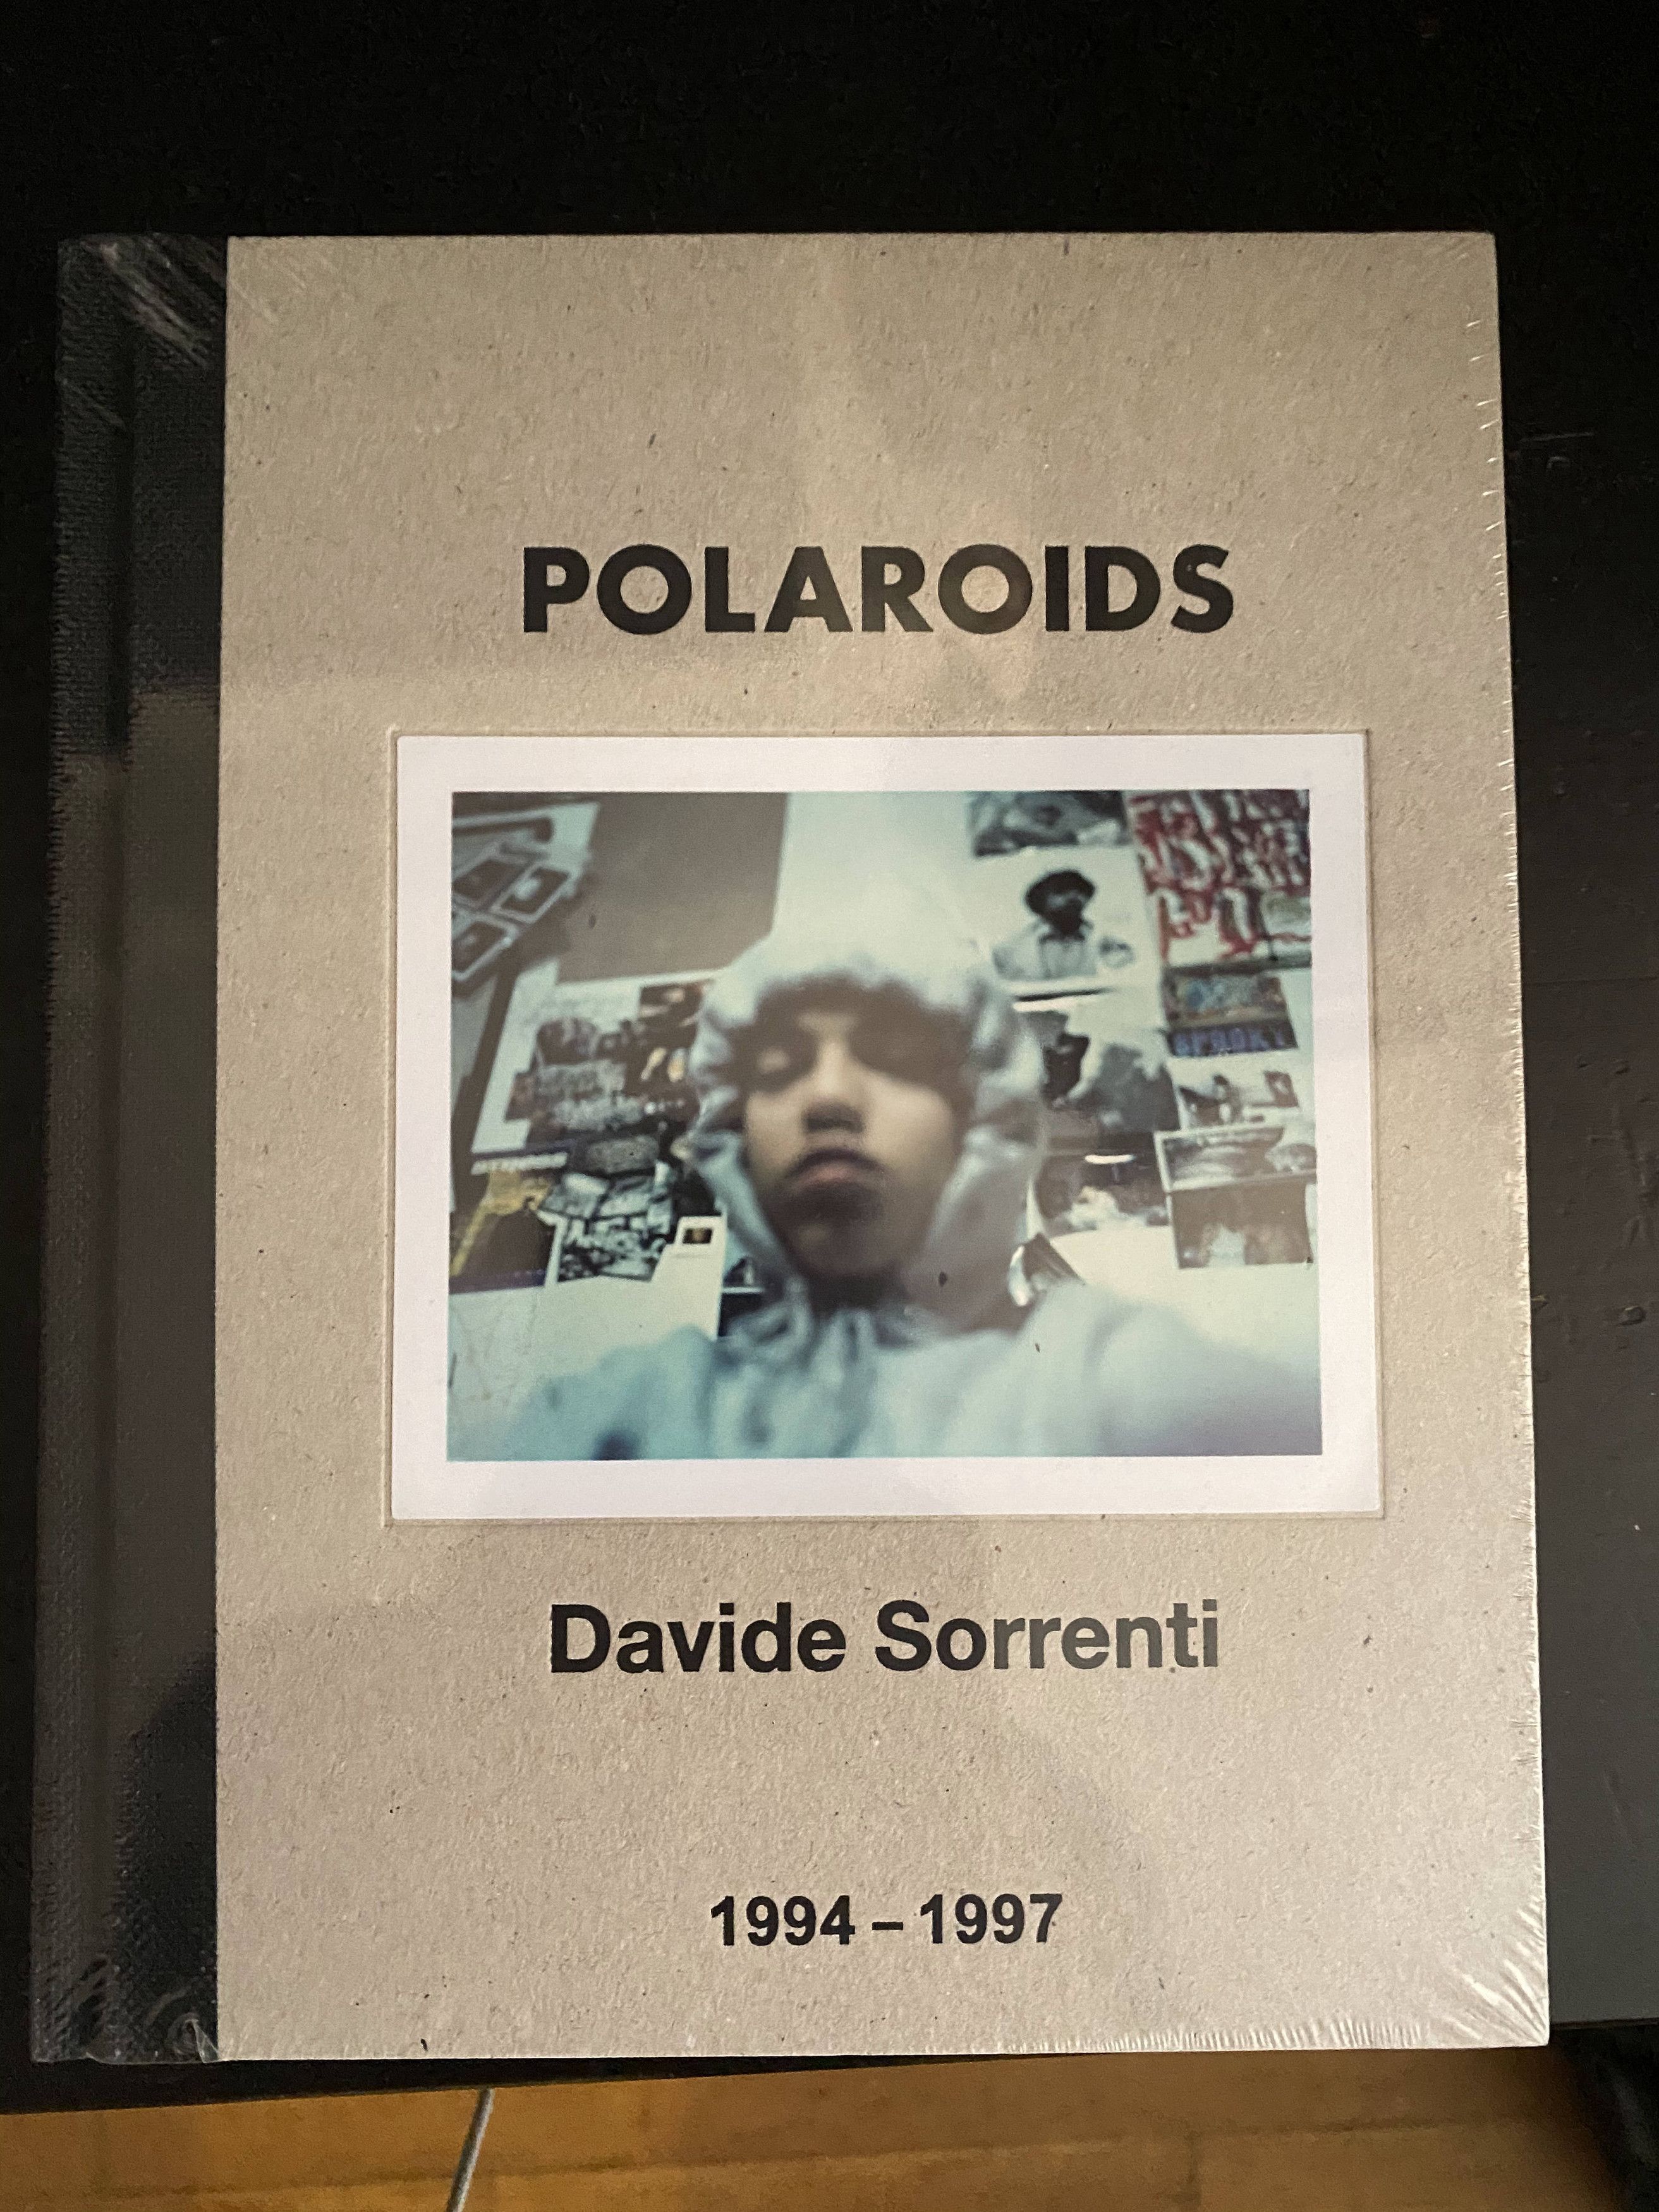 POLAROIDS
Davide Sorrenti
1994 – 1997